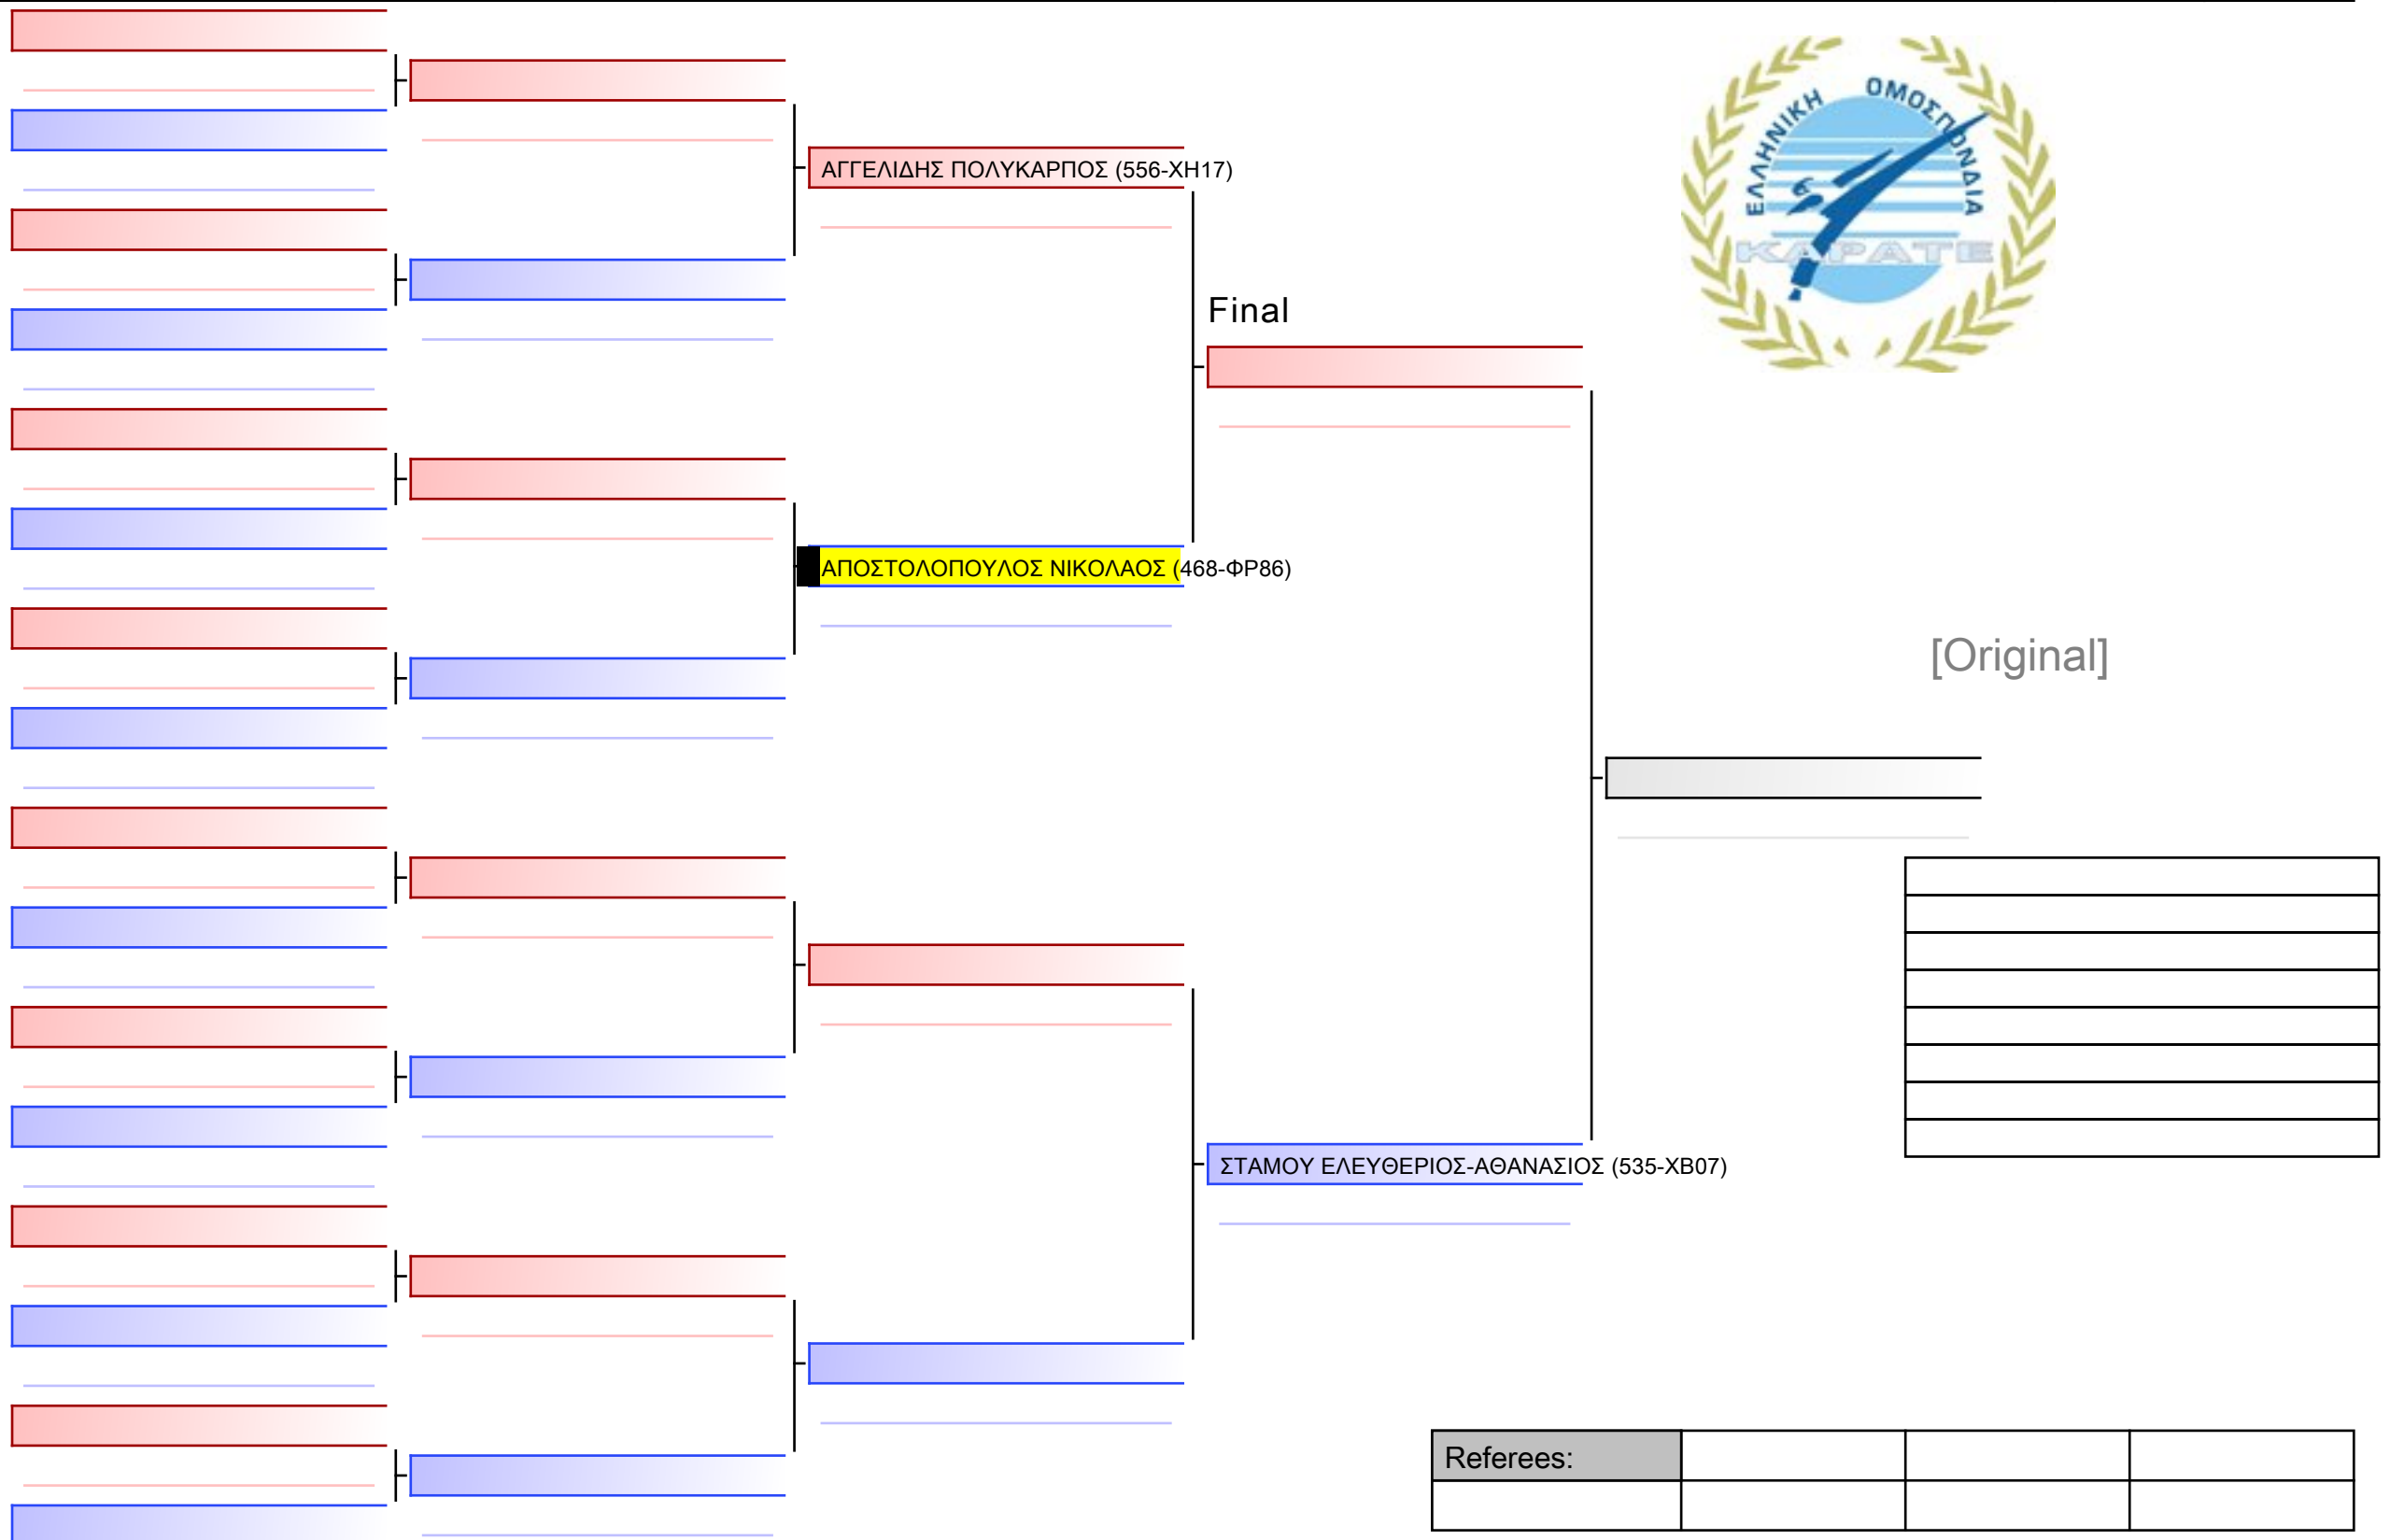 ΕΛΛΗΝΙΚΗ ΟΜΟΣΠΟΝΔΙΑ
ΚΑΡΑΤΕ
ΑΓΓΕΛΙΔΗΣ ΠΟΛΥΚΑΡΠΟΣ (556-ΧΗ17)
Final
ΑΠΟΣΤΟΛΟΠΟΥΛΟΣ ΝΙΚΟΛΑΟΣ (468-ΦΡ86)
[Original]
ΣΤΑΜΟΥ ΕΛΕΥΘΕΡΙΟΣ-ΑΘΑΝΑΣΙΟΣ (535-ΧΒ07)
Referees: